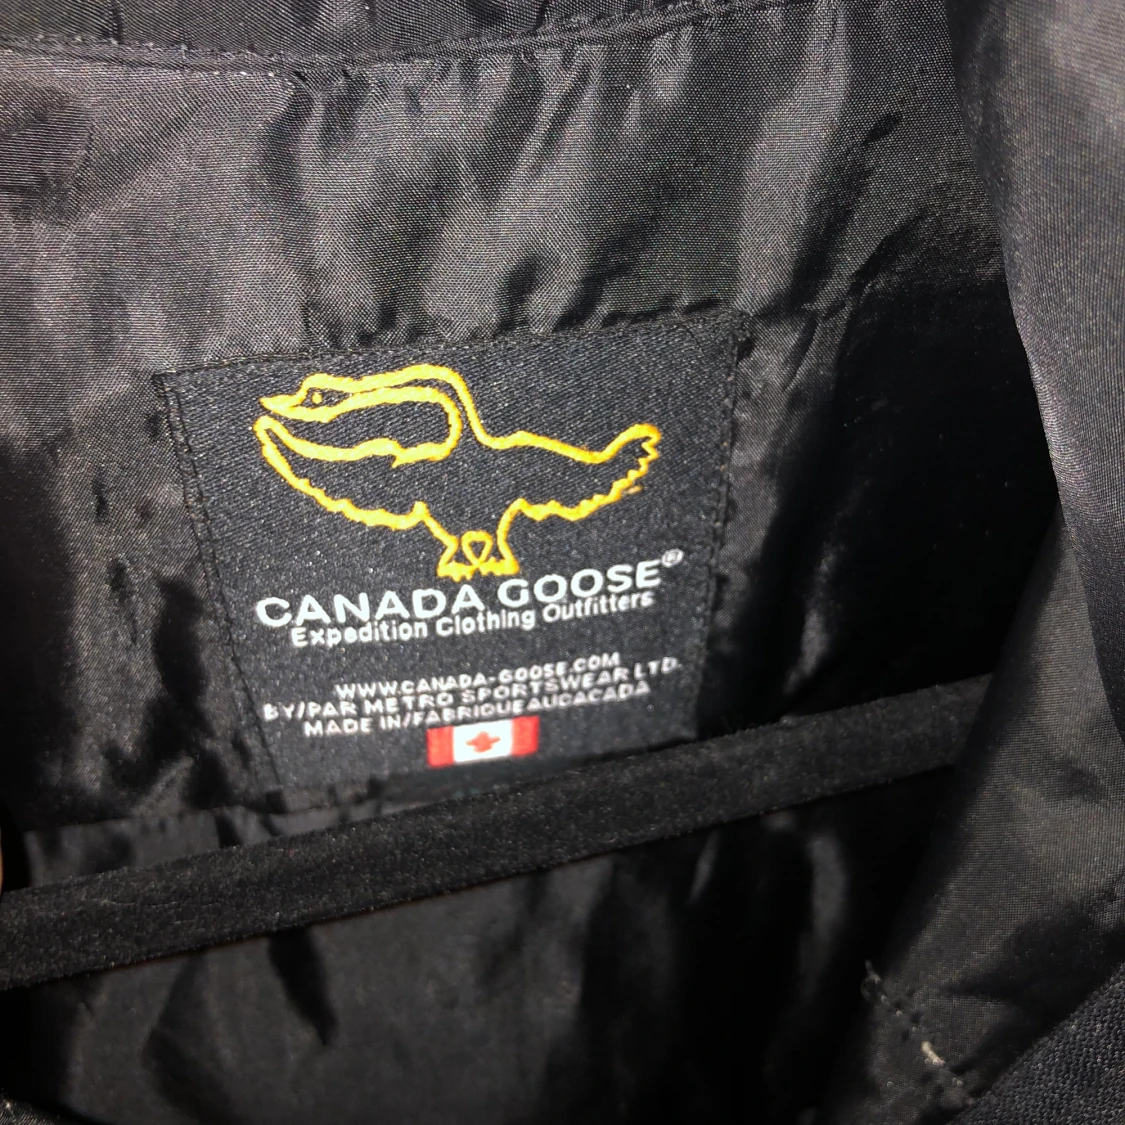 CANADA GOOSE®
Expedition Clothing Outfitters
WWW.CANADA-GOOSE.COM
BY/PAR METRO SPORTSWEAR LTD.
MADE IN/FABRIQUE AUCACADA